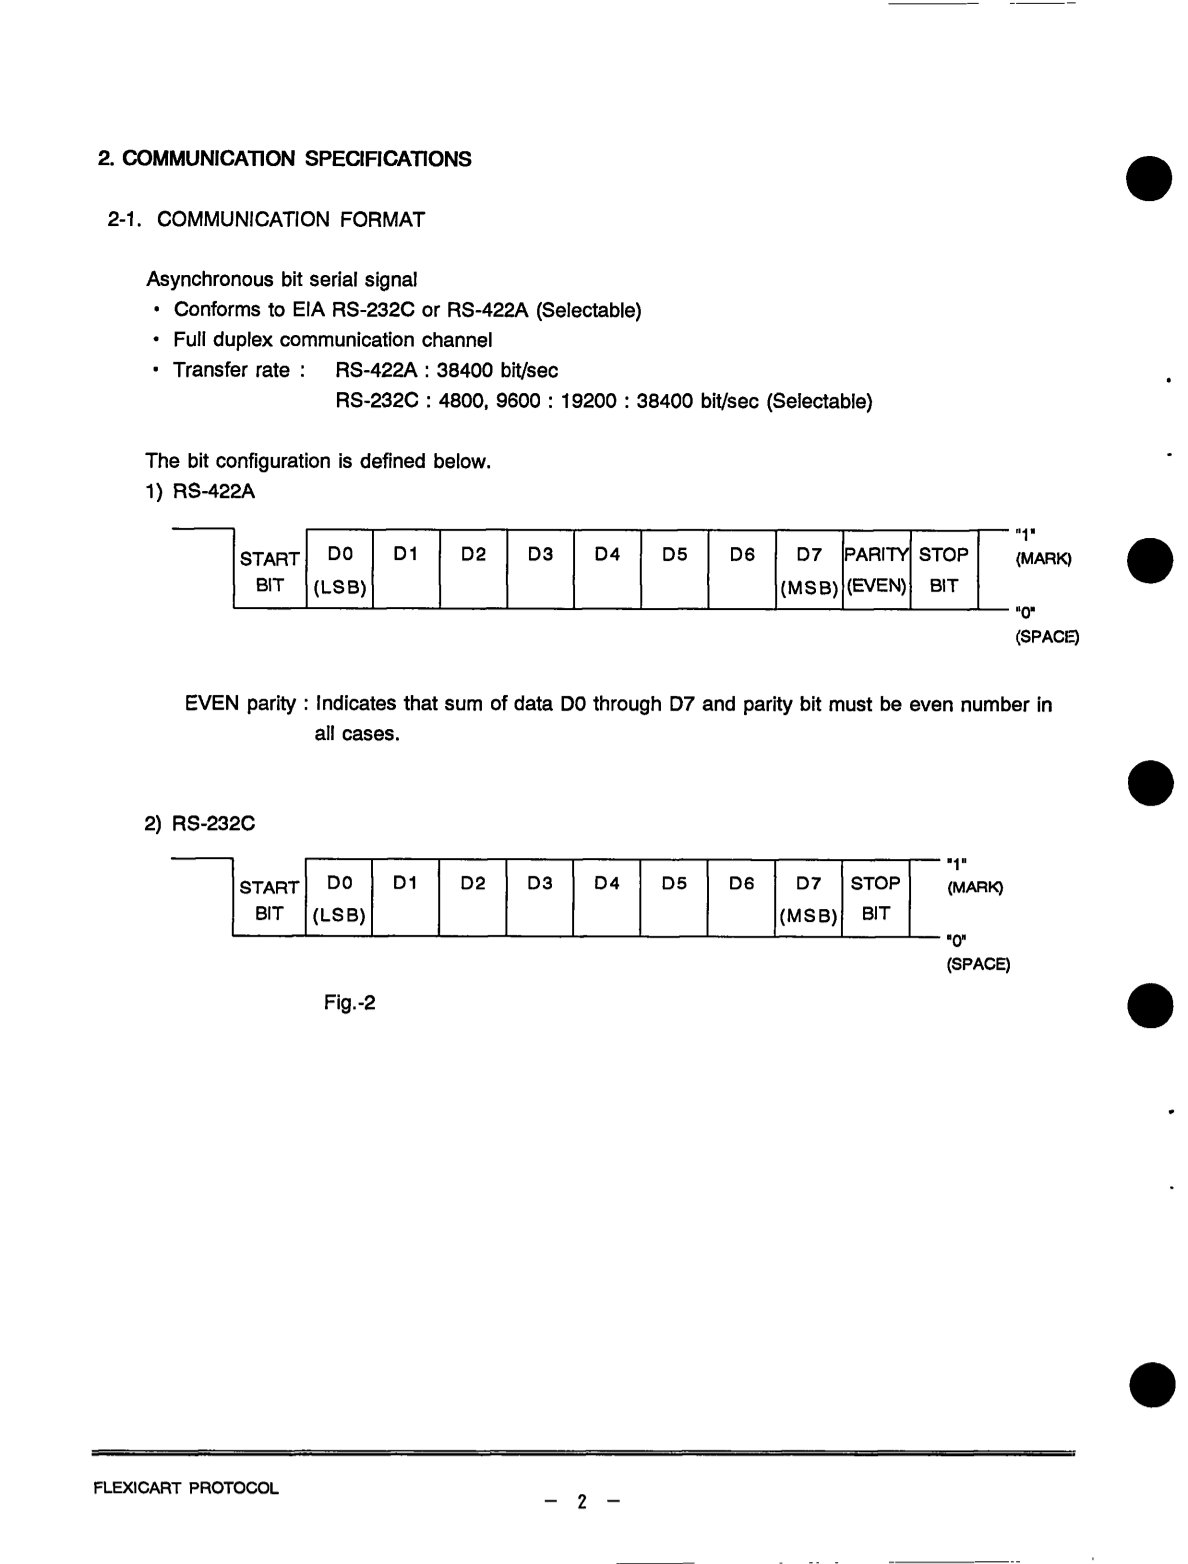 2. COMMUNICATION SPECIFICATIONS
2-1. COMMUNICATION FORMAT
Asynchronous bit serial signal
• Conforms to EIA RS-232C or RS-422A (Selectable)
• Full duplex communication channel
• Transfer rate : RS-422A : 38400 bit/sec
RS-232C : 4800, 9600 : 19200 : 38400 bit/sec (Selectable)
The bit configuration is defined below.
1) RS-422A
START BIT D0 (LSB) D1 D2 D3 D4 D5 D6 D7 (MSB) PARITY (EVEN) STOP BIT
"1"
(MARK)
"0"
(SPACE)
EVEN parity : Indicates that sum of data D0 through D7 and parity bit must be even number in
all cases.
2) RS-232C
START BIT D0 (LSB) D1 D2 D3 D4 D5 D6 D7 (MSB) STOP BIT
"1"
(MARK)
"0"
(SPACE)
Fig.-2
FLEXICART PROTOCOL
– 2 –